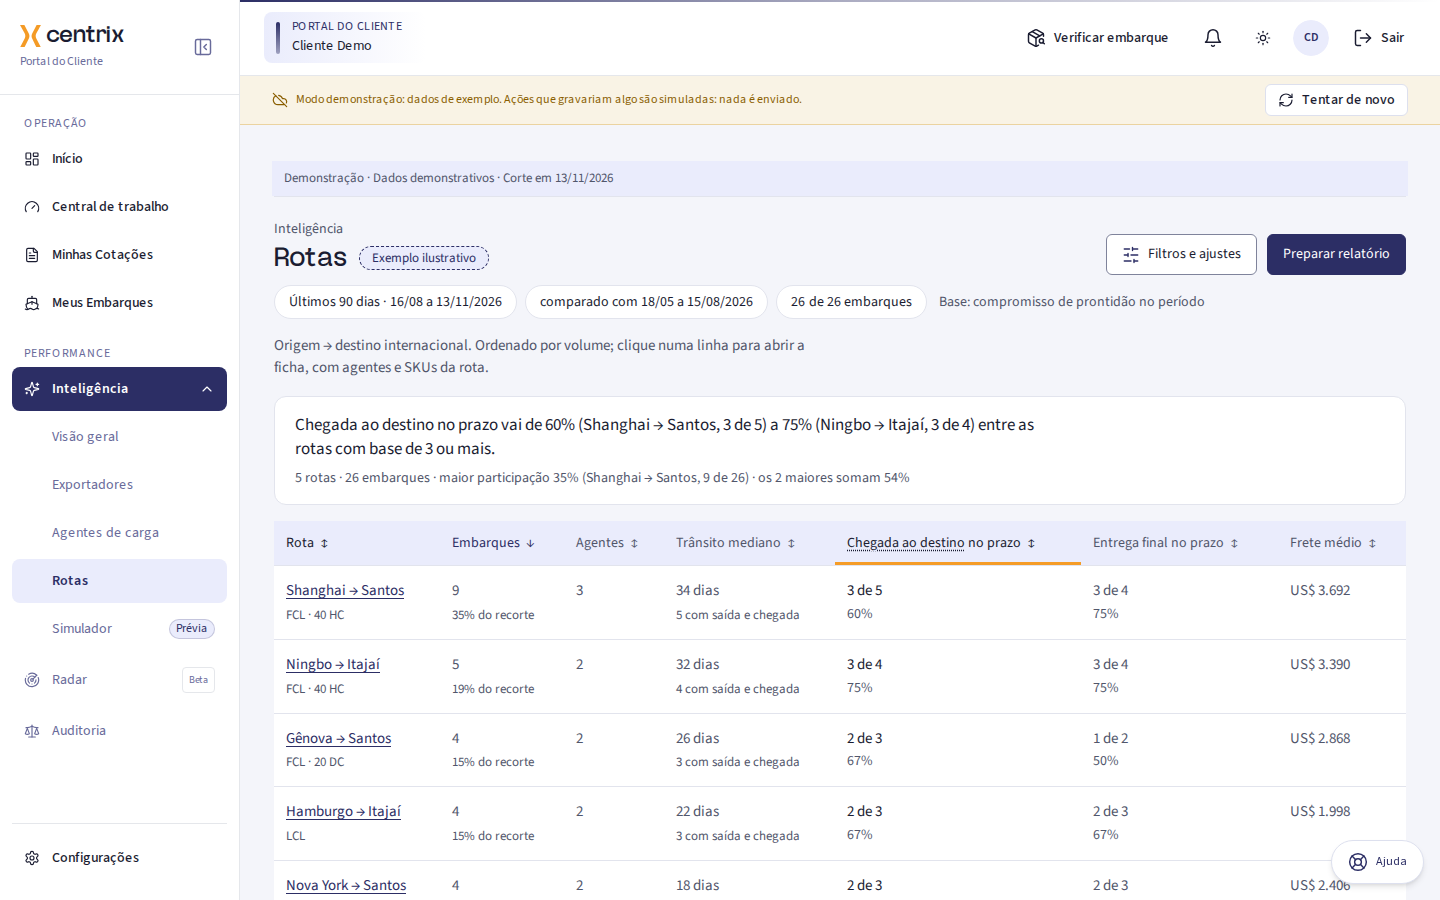 centrix
Portal do Cliente
OPERAÇÃO
Início
Central de trabalho
Minhas Cotações
Meus Embarques
PERFORMANCE
Inteligência
Visão geral
Exportadores
Agentes de carga
Rotas
Simulador Prévia
Radar Beta
Auditoria
Configurações
PORTAL DO CLIENTE
Cliente Demo
Verificar embarque
CD
Sair
Modo demonstração: dados de exemplo. Ações que gravariam algo são simuladas: nada é enviado.
Tentar de novo
Demonstração · Dados demonstrativos · Corte em 13/11/2026
Inteligência
Rotas Exemplo ilustrativo
Filtros e ajustes
Preparar relatório
Últimos 90 dias · 16/08 a 13/11/2026 comparado com 18/05 a 15/08/2026 26 de 26 embarques Base: compromisso de prontidão no período
Origem → destino internacional. Ordenado por volume; clique numa linha para abrir a
ficha, com agentes e SKUs da rota.
Chegada ao destino no prazo vai de 60% (Shanghai → Santos, 3 de 5) a 75% (Ningbo → Itajaí, 3 de 4) entre as
rotas com base de 3 ou mais.
5 rotas · 26 embarques · maior participação 35% (Shanghai → Santos, 9 de 26) · os 2 maiores somam 54%
Rota ↕ Embarques ↓ Agentes ↕ Trânsito mediano ↕ Chegada ao destino no prazo ↕ Entrega final no prazo ↕ Frete médio ↕
Shanghai → Santos 9 3 34 dias 3 de 5 3 de 4 US$ 3.692
FCL · 40 HC 35% do recorte 5 com saída e chegada 60% 75%
Ningbo → Itajaí 5 2 32 dias 3 de 4 3 de 4 US$ 3.390
FCL · 40 HC 19% do recorte 4 com saída e chegada 75% 75%
Gênova → Santos 4 2 26 dias 2 de 3 1 de 2 US$ 2.868
FCL · 20 DC 15% do recorte 3 com saída e chegada 67% 50%
Hamburgo → Itajaí 4 2 22 dias 2 de 3 2 de 3 US$ 1.998
LCL 15% do recorte 3 com saída e chegada 67% 67%
Nova York → Santos 4 2 18 dias 2 de 3 2 de 3 US$ 2.406
Ajuda